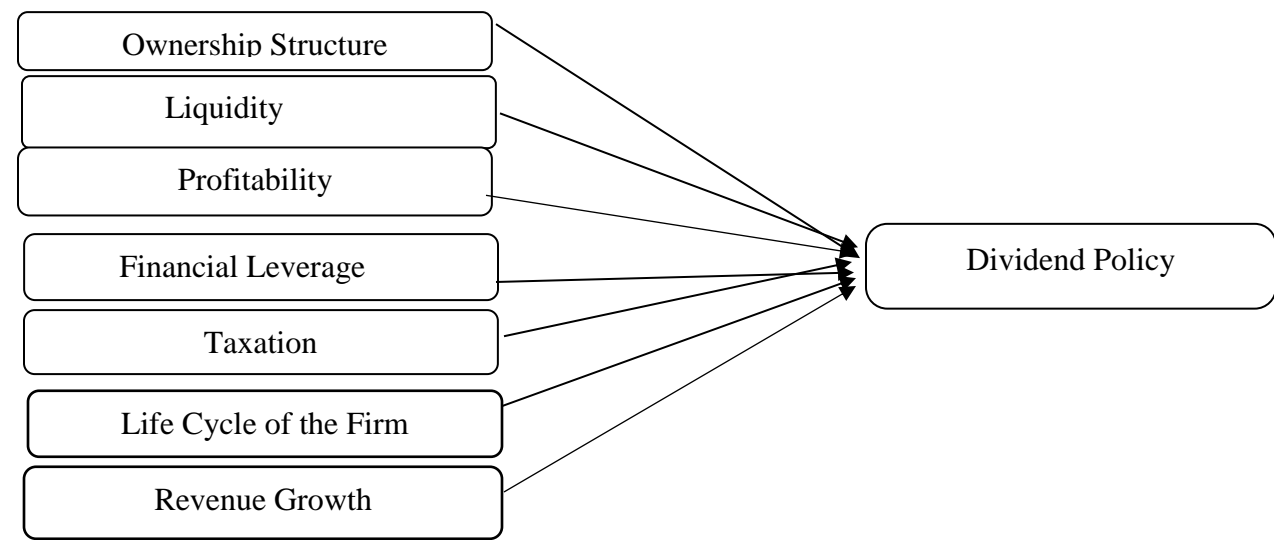 Ownership Structure
Liquidity
Profitability
Financial Leverage
Taxation
Life Cycle of the Firm
Revenue Growth
Dividend Policy